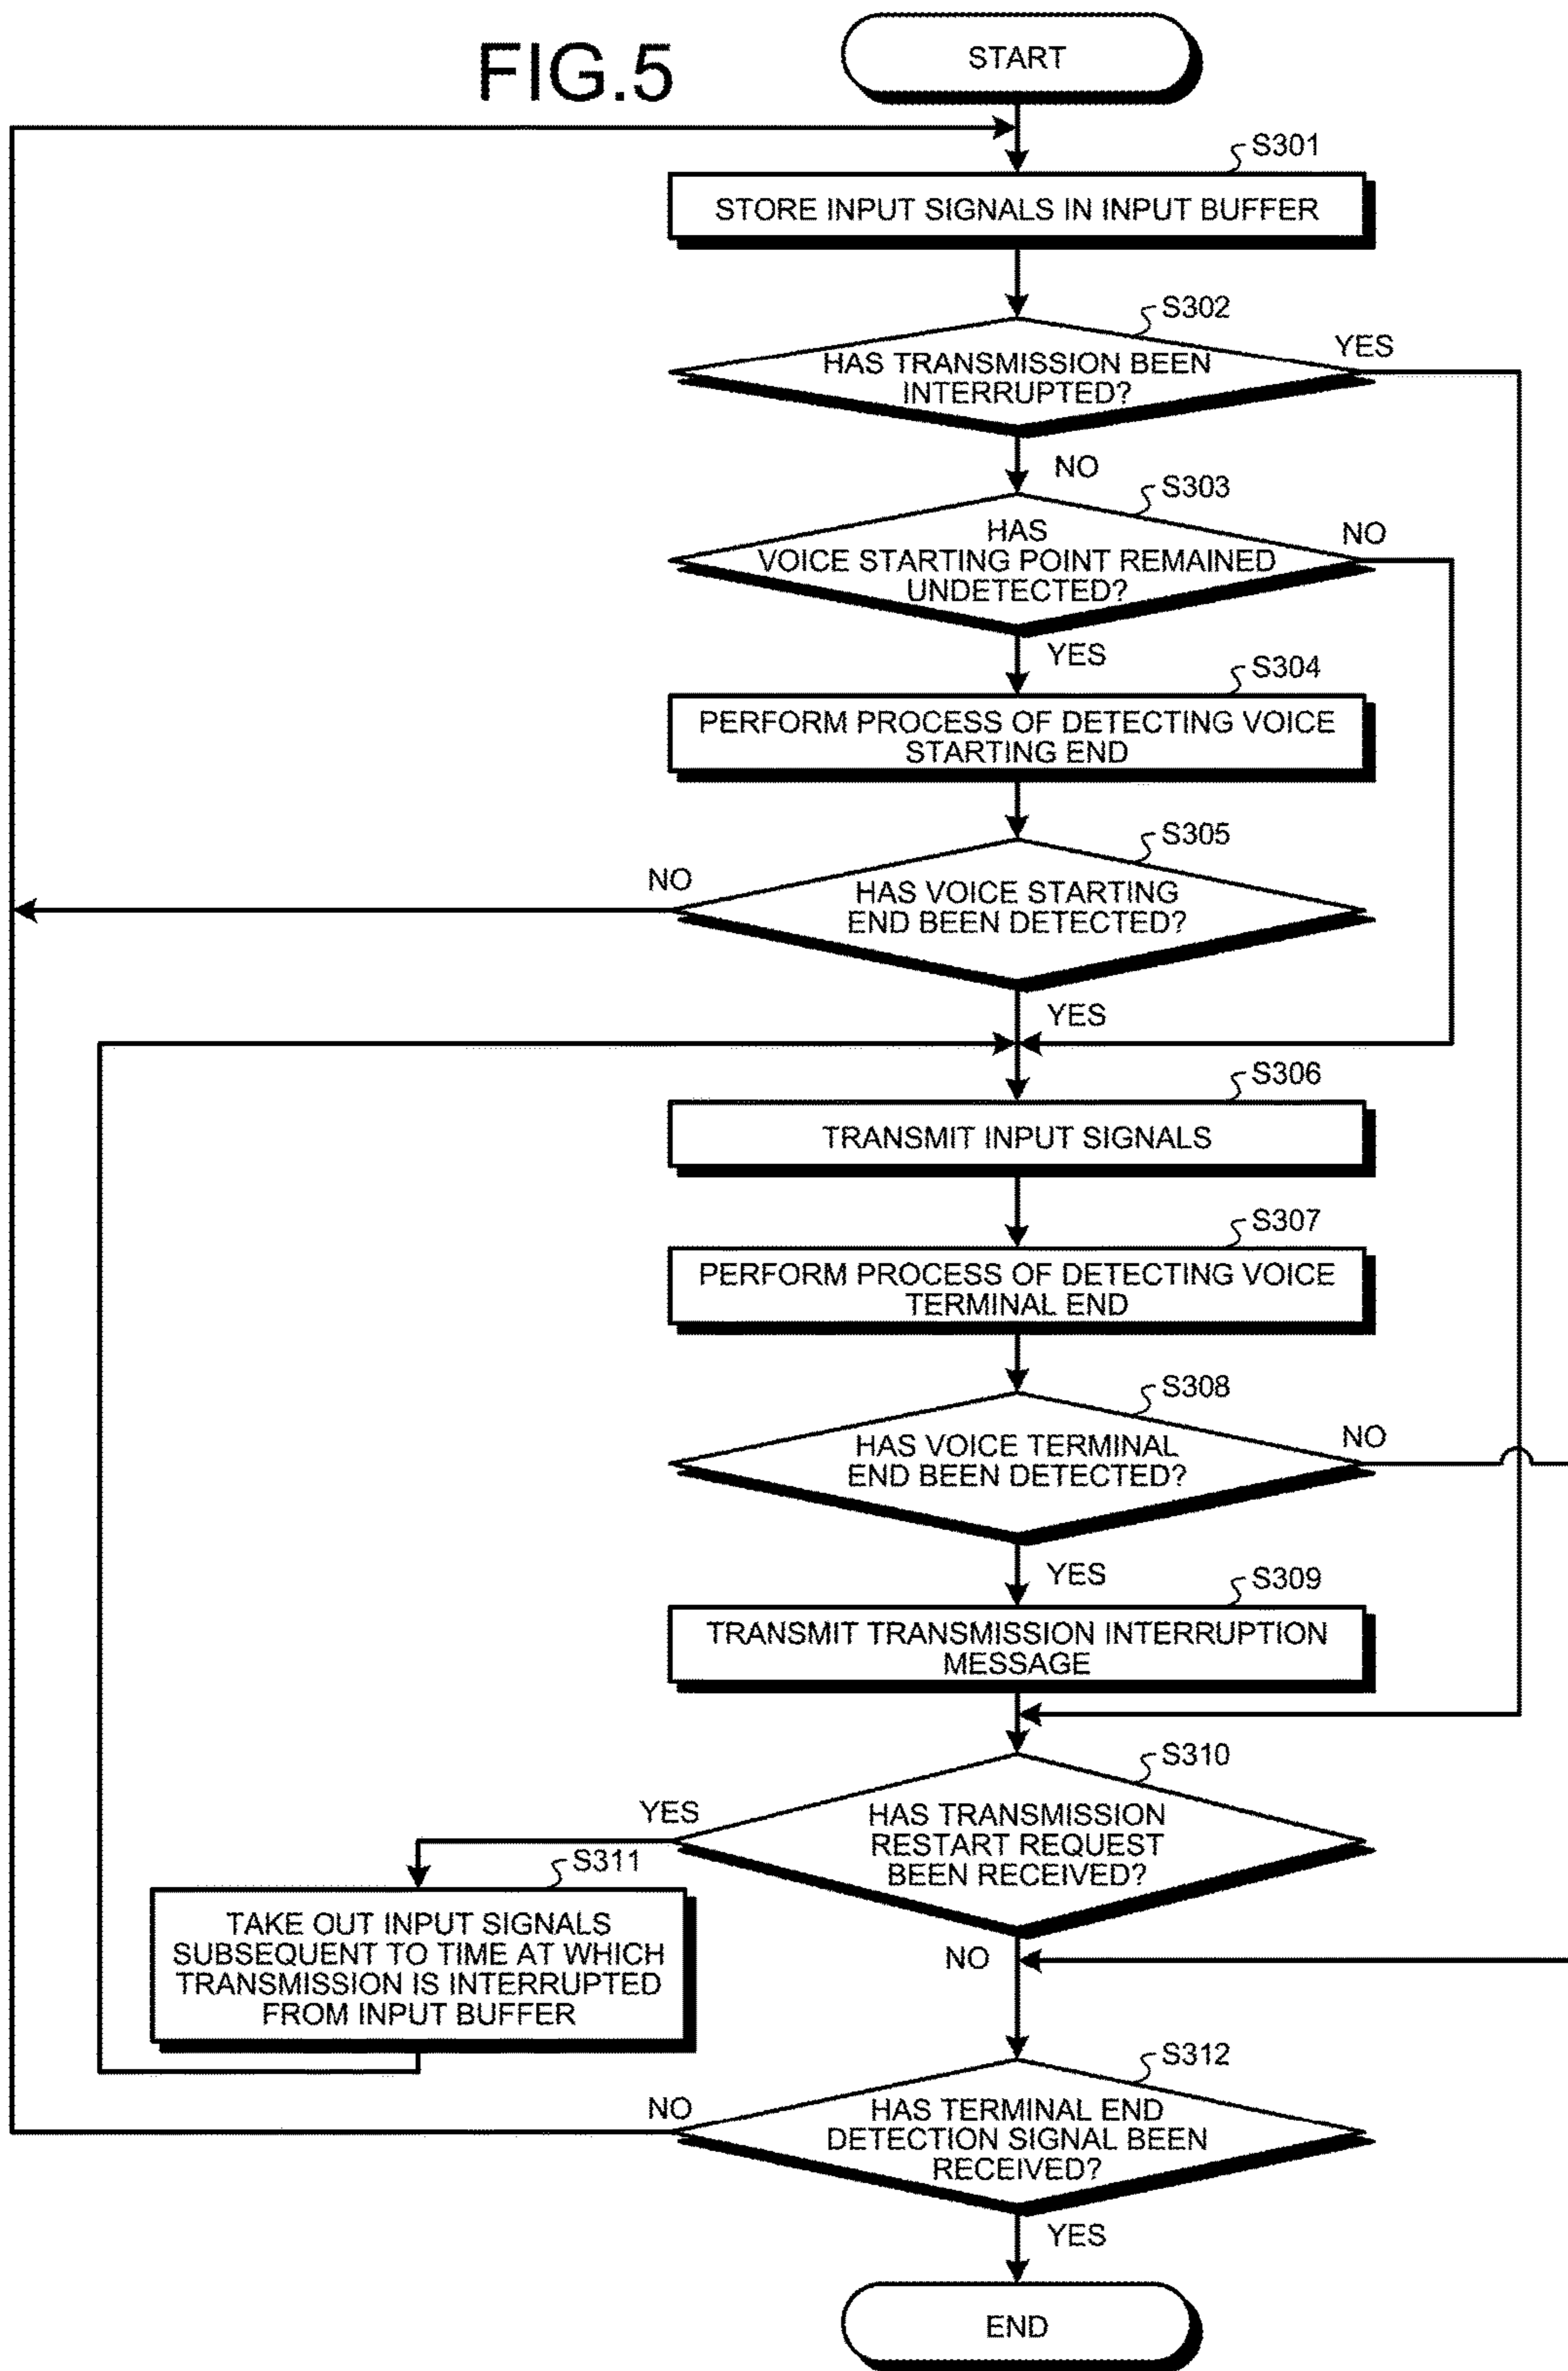 FIG.5
START
S301
STORE INPUT SIGNALS IN INPUT BUFFER
S302
HAS TRANSMISSION BEEN
INTERRUPTED?
YES
NO
S303
HAS
VOICE STARTING POINT REMAINED
UNDETECTED?
NO
YES
S304
PERFORM PROCESS OF DETECTING VOICE
STARTING END
S305
NO
HAS VOICE STARTING
END BEEN DETECTED?
YES
S306
TRANSMIT INPUT SIGNALS
S307
PERFORM PROCESS OF DETECTING VOICE
TERMINAL END
S308
HAS VOICE TERMINAL
END BEEN DETECTED?
NO
YES
S309
TRANSMIT TRANSMISSION INTERRUPTION
MESSAGE
S310
YES
HAS TRANSMISSION
RESTART REQUEST
BEEN RECEIVED?
S311
TAKE OUT INPUT SIGNALS
SUBSEQUENT TO TIME AT WHICH
TRANSMISSION IS INTERRUPTED
FROM INPUT BUFFER
NO
S312
NO
HAS TERMINAL END
DETECTION SIGNAL BEEN
RECEIVED?
YES
END